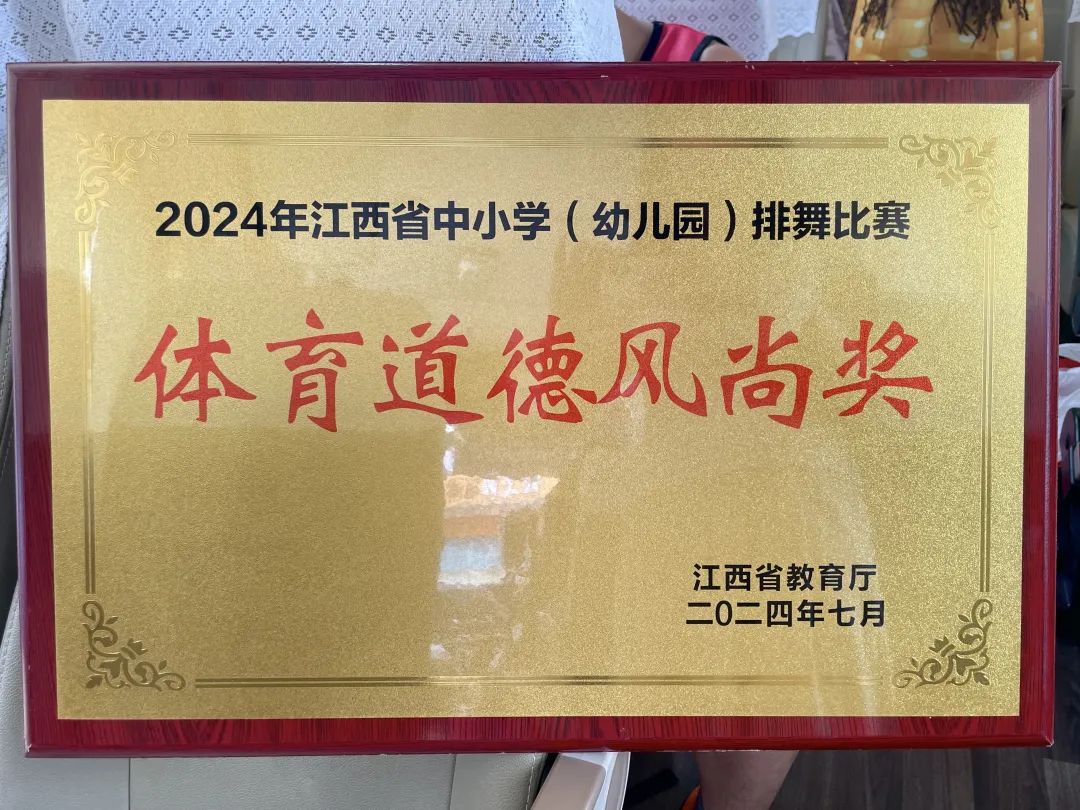 2024年江西省中小学（幼儿园）排舞比赛
体育道德风尚奖
江西省教育厅
二〇二四年七月